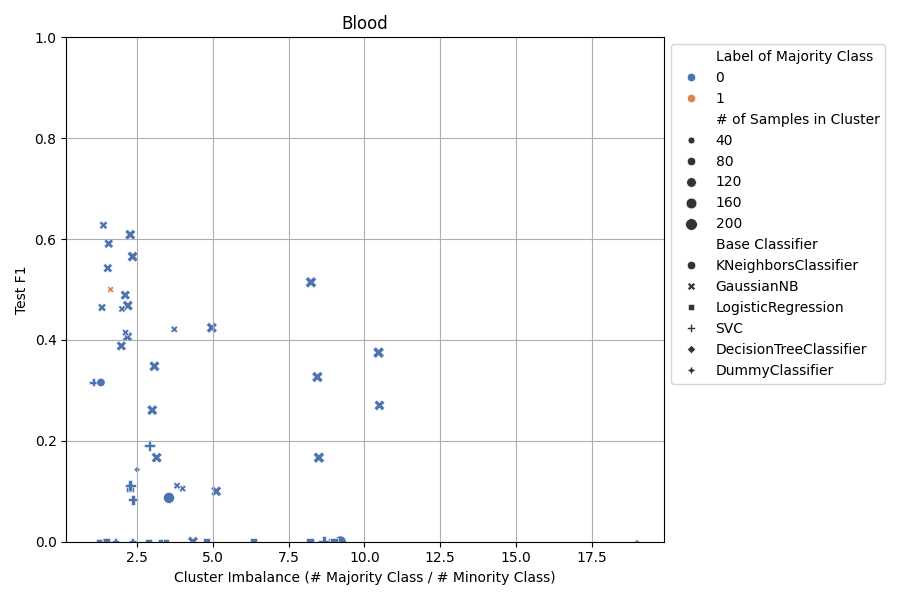 Blood
1.0
0.8
0.6
0.4
0.2
0.0
Test F1
2.5 5.0 7.5 10.0 12.5 15.0 17.5
Cluster Imbalance (# Majority Class / # Minority Class)
Label of Majority Class
0
1
# of Samples in Cluster
40
80
120
160
200
Base Classifier
KNeighborsClassifier
GaussianNB
LogisticRegression
SVC
DecisionTreeClassifier
DummyClassifier